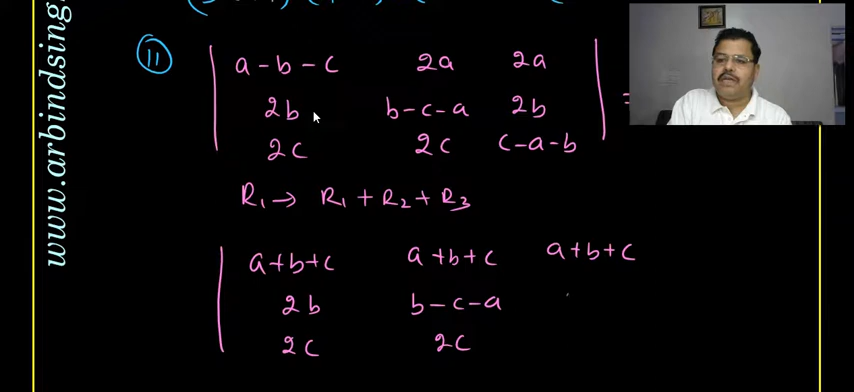 www.arbindsing
(11)
| a - b - c 2a 2a | =
| 2b b - c - a 2b |
| 2c 2c c - a - b |
R₁ → R₁ + R₂ + R₃
| a + b + c a + b + c a + b + c
| 2b b - c - a
| 2c 2c